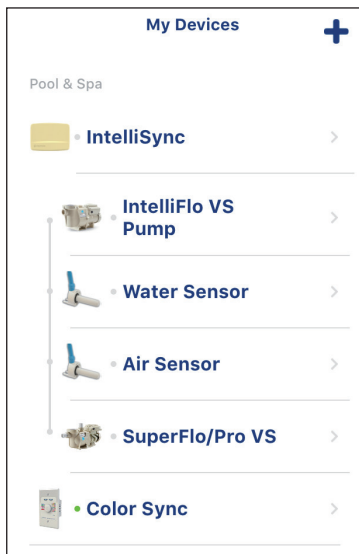 My Devices
Pool & Spa
IntelliSync
IntelliFlo VS
Pump
Water Sensor
Air Sensor
SuperFlo/Pro VS
Color Sync